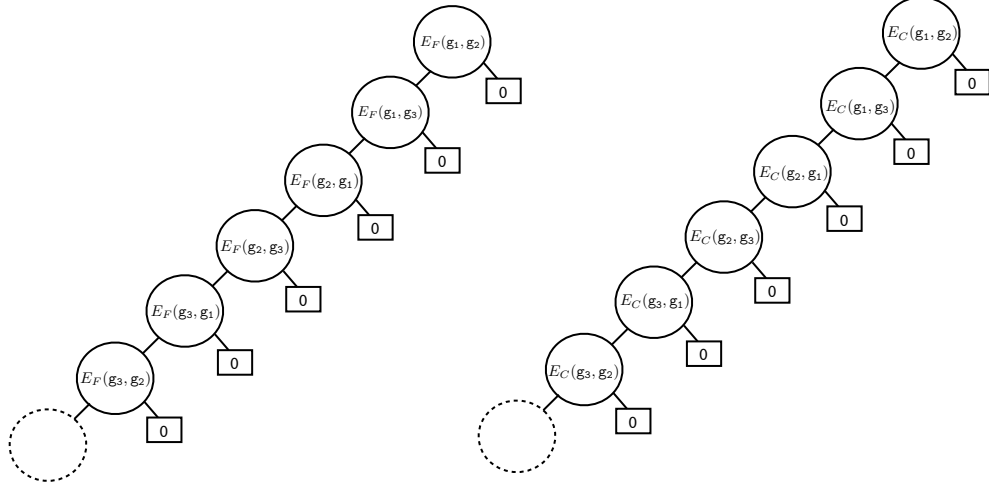 E_F(g₁, g₂)
0
E_F(g₁, g₃)
0
E_F(g₂, g₁)
0
E_F(g₂, g₃)
0
E_F(g₃, g₁)
0
E_F(g₃, g₂)
0
E_C(g₁, g₂)
0
E_C(g₁, g₃)
0
E_C(g₂, g₁)
0
E_C(g₂, g₃)
0
E_C(g₃, g₁)
0
E_C(g₃, g₂)
0